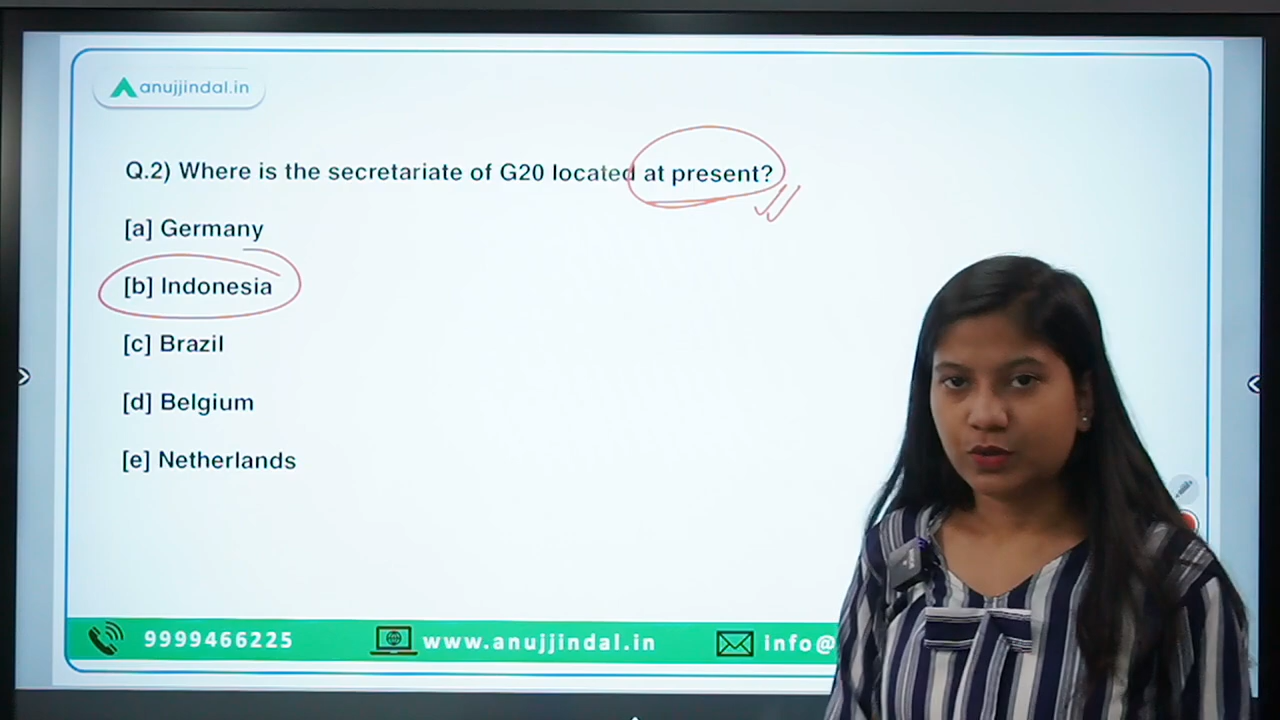 anujjindal.in
Q.2) Where is the secretariate of G20 located at present?
[a] Germany
[b] Indonesia
[c] Brazil
[d] Belgium
[e] Netherlands
9999466225
www.anujjindal.in
info@